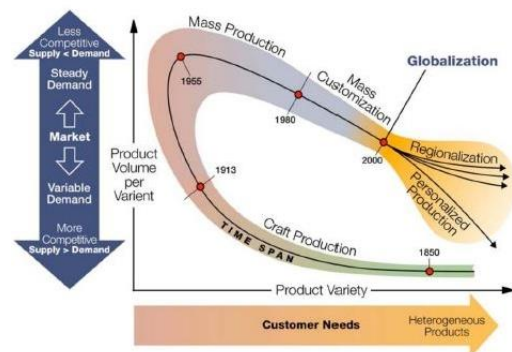 Less
Competitive
Supply < Demand
Steady
Demand
Market
Variable
Demand
More
Competitive
Supply > Demand
Product
Volume
per
Varient
Mass Production
Mass
Customization
Globalization
1955
1980
2000
Regionalization
Personalized
Production
1913
Craft Production
TIME SPAN
1850
Product Variety
Customer Needs
Heterogeneous
Products